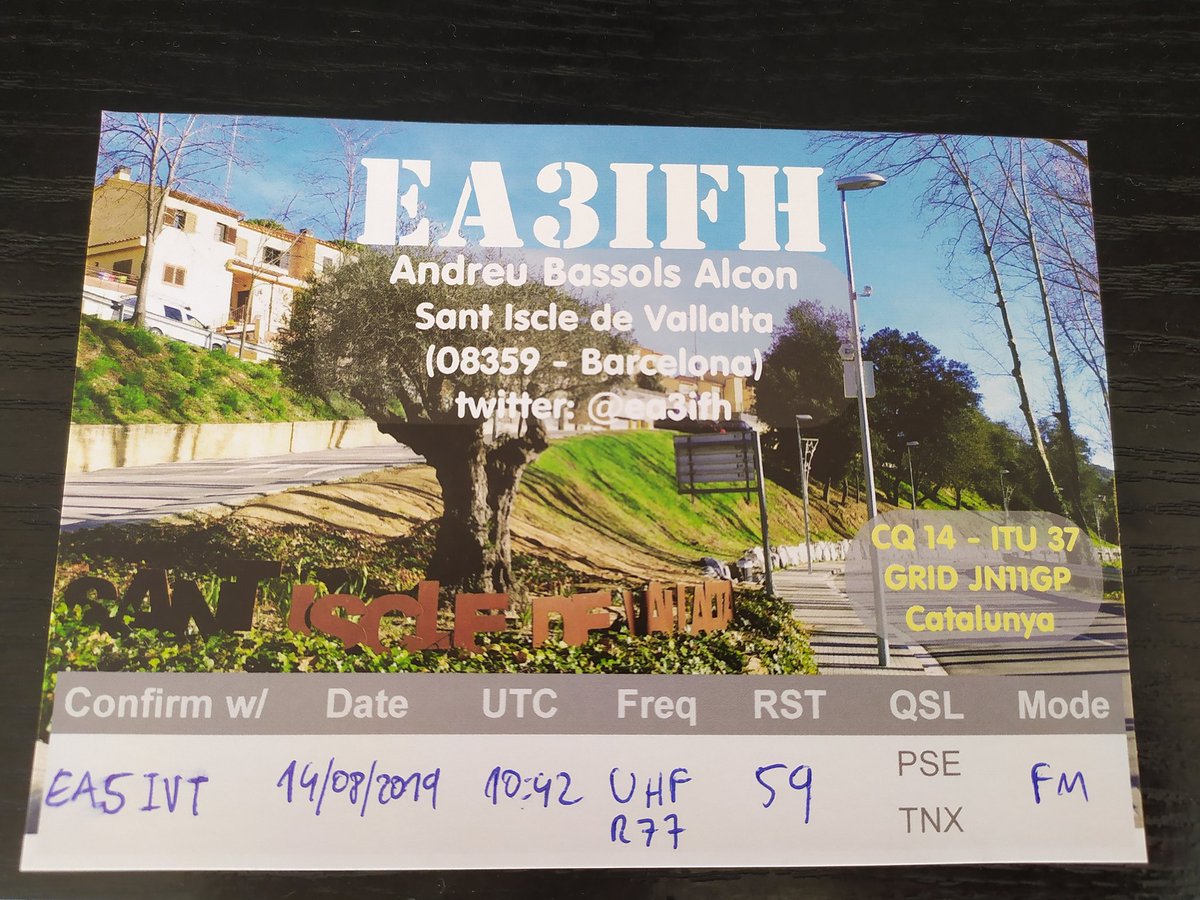 EA3IFH
Andreu Bassols Alcon
Sant Iscle de Vallalta
(08359 - Barcelona)
twitter: @ea3ifh
CQ 14 - ITU 37
GRID JN11GP
Catalunya
SANT ISCLE DE VALLALTA
Confirm w/ Date UTC Freq RST QSL Mode
EA5IVT 14/08/2019 10:42 UHF R77 59 PSE TNX FM